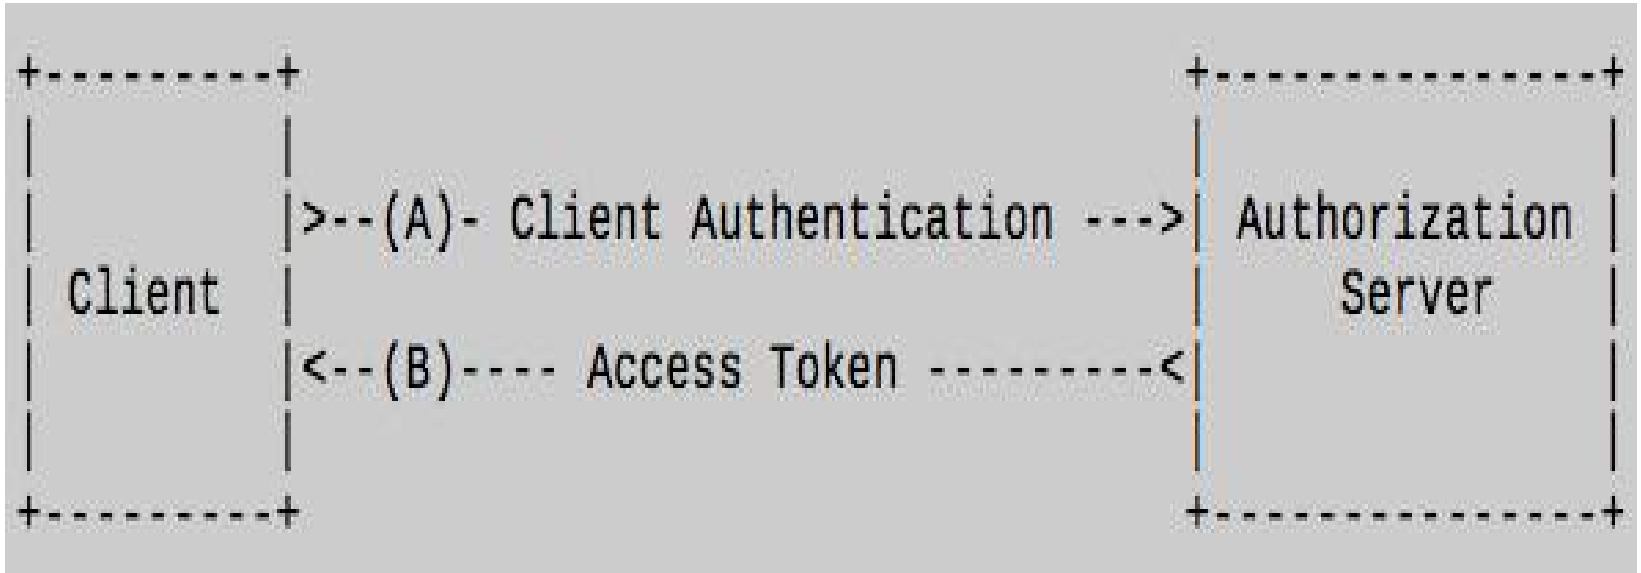 +---------+                                  +---------------+
|         |                                  |               |
|         |>--(A)- Client Authentication --->| Authorization |
| Client  |                                  |     Server    |
|         |<--(B)---- Access Token ---------<|               |
|         |                                  |               |
+---------+                                  +---------------+